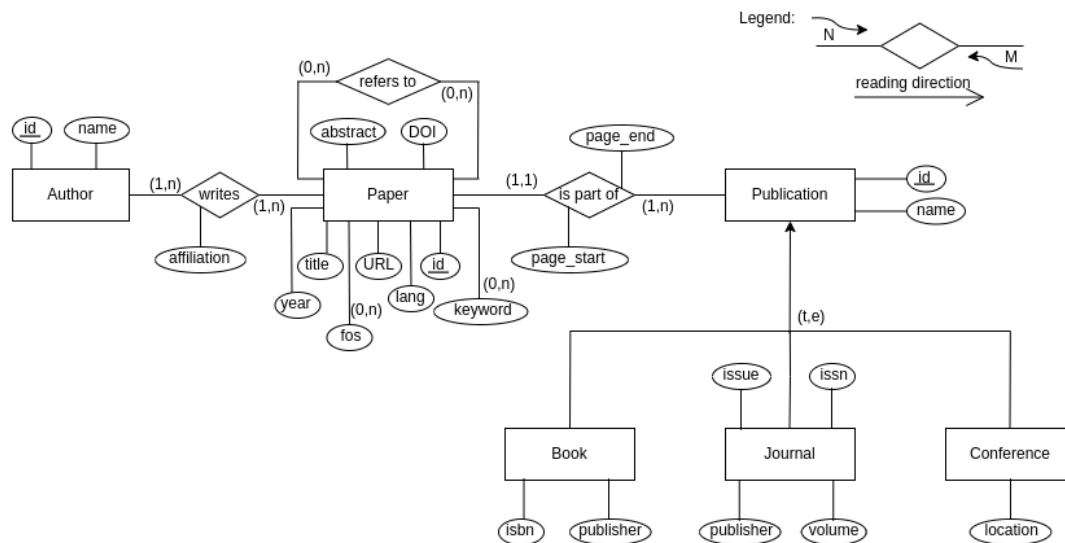 Legend:
N
M
reading direction
(0,n)
refers to
(0,n)
id
name
abstract
DOI
page_end
Author
(1,n)
writes
(1,n)
Paper
(1,1)
is part of
(1,n)
Publication
id
name
affiliation
title
URL
id
page_start
year
(0,n)
lang
(0,n)
keyword
fos
(t,e)
issue
issn
Book
Journal
Conference
isbn
publisher
publisher
volume
location